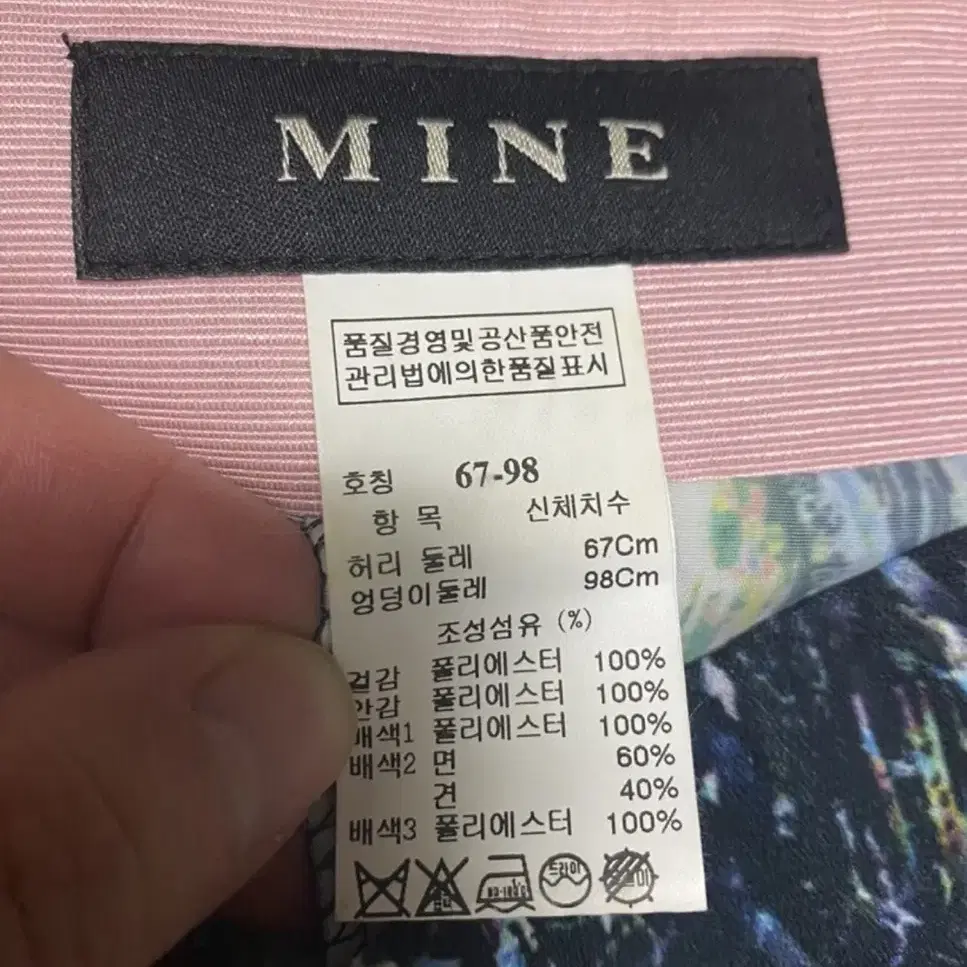 MINE
품질경영및공산품안전
관리법에의한품질표시
호칭 67-98
항 목 신체치수
허리 둘레 67Cm
엉덩이둘레 98Cm
조성섬유 (%)
겉감 폴리에스터 100%
안감 폴리에스터 100%
배색1 폴리에스터 100%
배색2 면 60%
견 40%
배색3 폴리에스터 100%
드라이